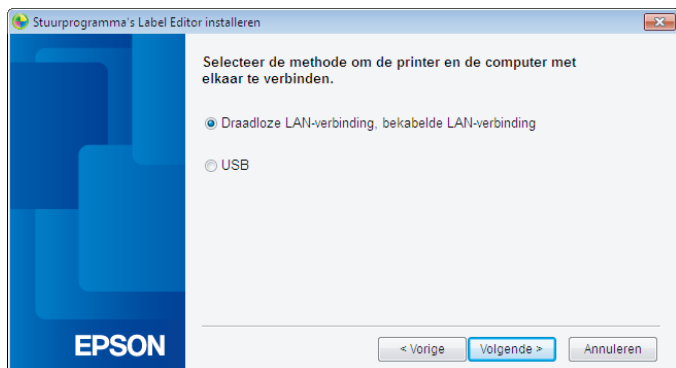 Stuurprogramma's Label Editor installeren
Selecteer de methode om de printer en de computer met
elkaar te verbinden.
Draadloze LAN-verbinding, bekabelde LAN-verbinding
USB
EPSON
< Vorige
Volgende >
Annuleren